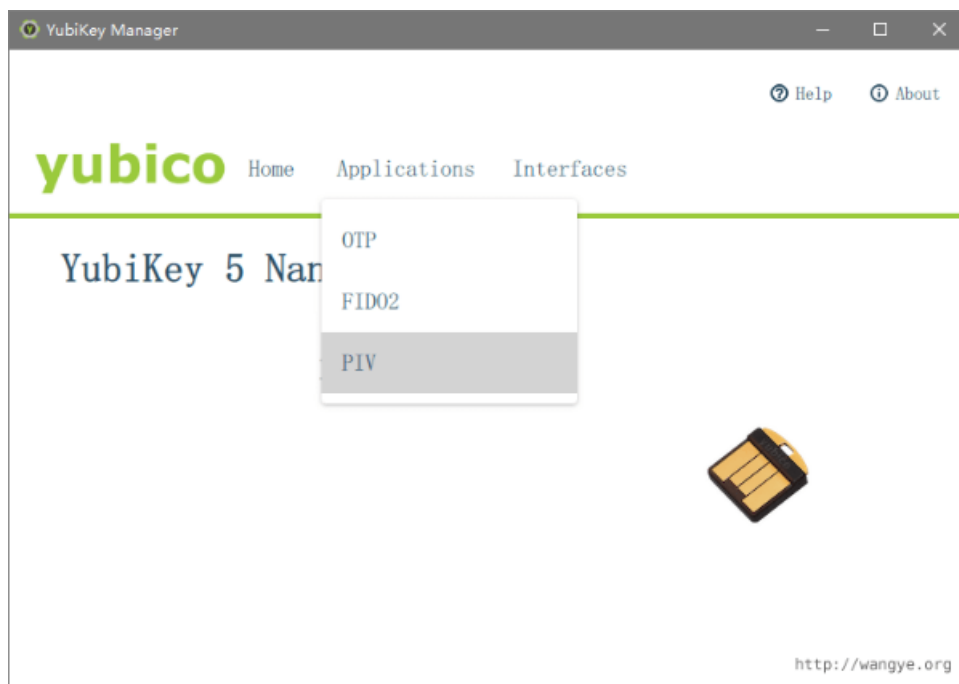 YubiKey Manager
Help
About
yubico
Home
Applications
Interfaces
OTP
YubiKey 5 Nan
FIDO2
PIV
http://wangye.org